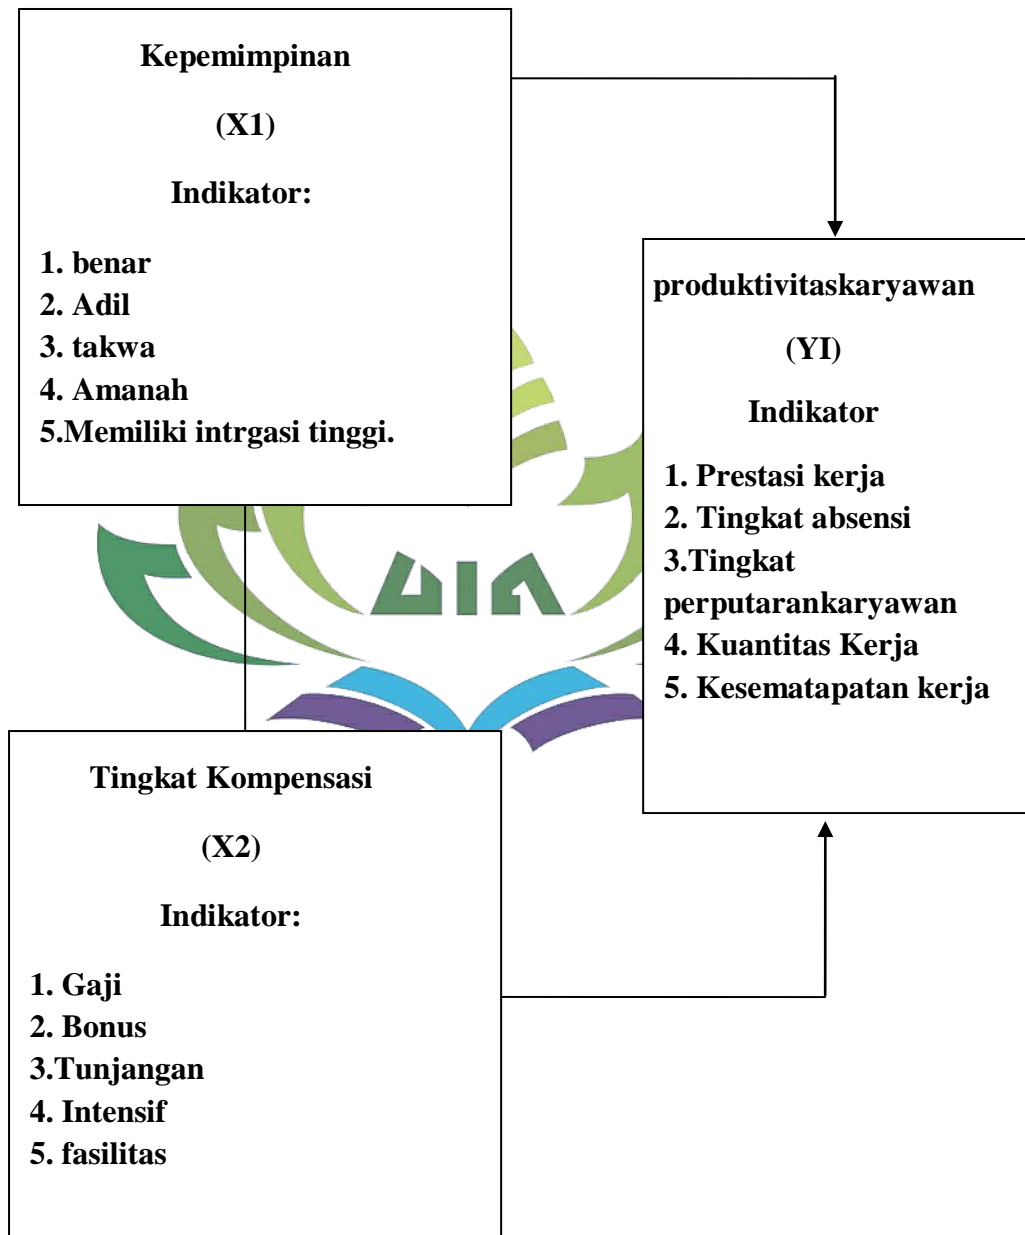 Kepemimpinan
(X1)
Indikator:
1. benar
2. Adil
3. takwa
4. Amanah
5.Memiliki intrgasi tinggi.
produktivitaskaryawan
(YI)
Indikator
1. Prestasi kerja
2. Tingkat absensi
3.Tingkat
perputarankaryawan
4. Kuantitas Kerja
5. Kesematapatan kerja
UIN
Tingkat Kompensasi
(X2)
Indikator:
1. Gaji
2. Bonus
3.Tunjangan
4. Intensif
5. fasilitas